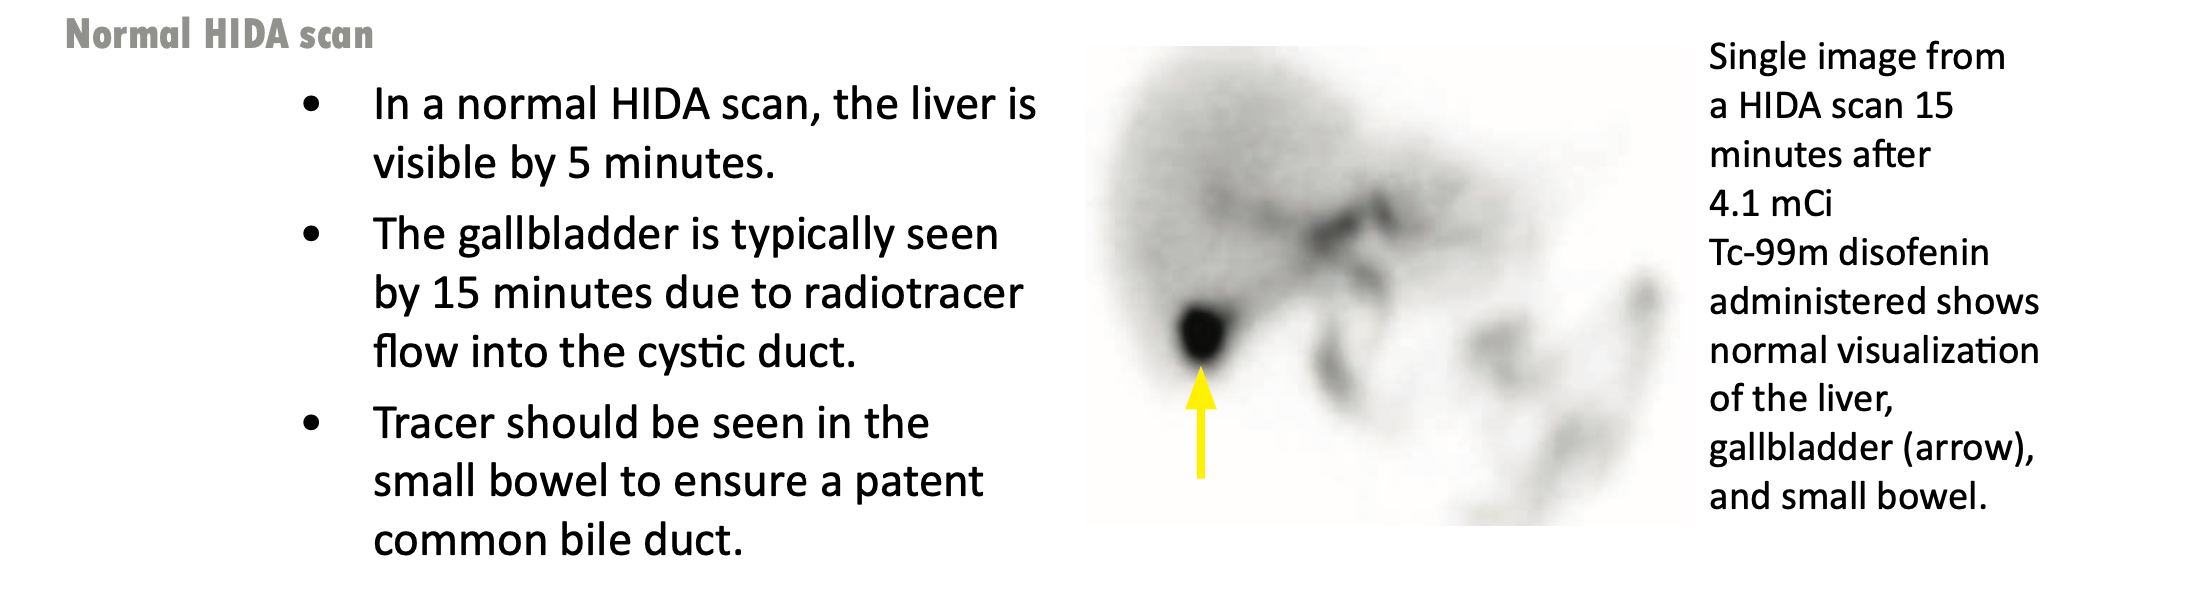 Normal HIDA scan
• In a normal HIDA scan, the liver is
visible by 5 minutes.
• The gallbladder is typically seen
by 15 minutes due to radiotracer
flow into the cystic duct.
• Tracer should be seen in the
small bowel to ensure a patent
common bile duct.
Single image from
a HIDA scan 15
minutes after
4.1 mCi
Tc-99m disofenin
administered shows
normal visualization
of the liver,
gallbladder (arrow),
and small bowel.